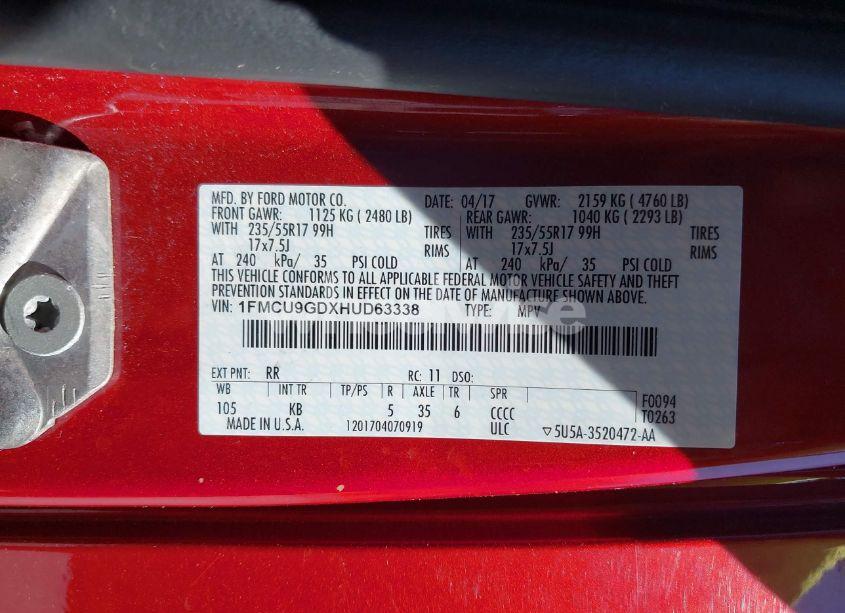 MFD. BY FORD MOTOR CO. DATE: 04/17 GVWR: 2159 KG ( 4760 LB)
FRONT GAWR: 1125 KG ( 2480 LB) REAR GAWR: 1040 KG ( 2293 LB)
WITH 235/55R17 99H TIRES WITH 235/55R17 99H TIRES
17x7.5J RIMS 17x7.5J RIMS
AT 240 kPa/ 35 PSI COLD AT 240 kPa/ 35 PSI COLD
THIS VEHICLE CONFORMS TO ALL APPLICABLE FEDERAL MOTOR VEHICLE SAFETY AND THEFT
PREVENTION STANDARDS IN EFFECT ON THE DATE OF MANUFACTURE SHOWN ABOVE.
VIN: 1FMCU9GDXHUD63338 TYPE: MPV
EXT PNT: RR RC: 11 DSO:
WB INT TR TP/PS R AXLE TR SPR F0094
105 KB 5 35 6 CCCC T0263
MADE IN U.S.A. 1201704070919 ULC ▽5U5A-3520472-AA